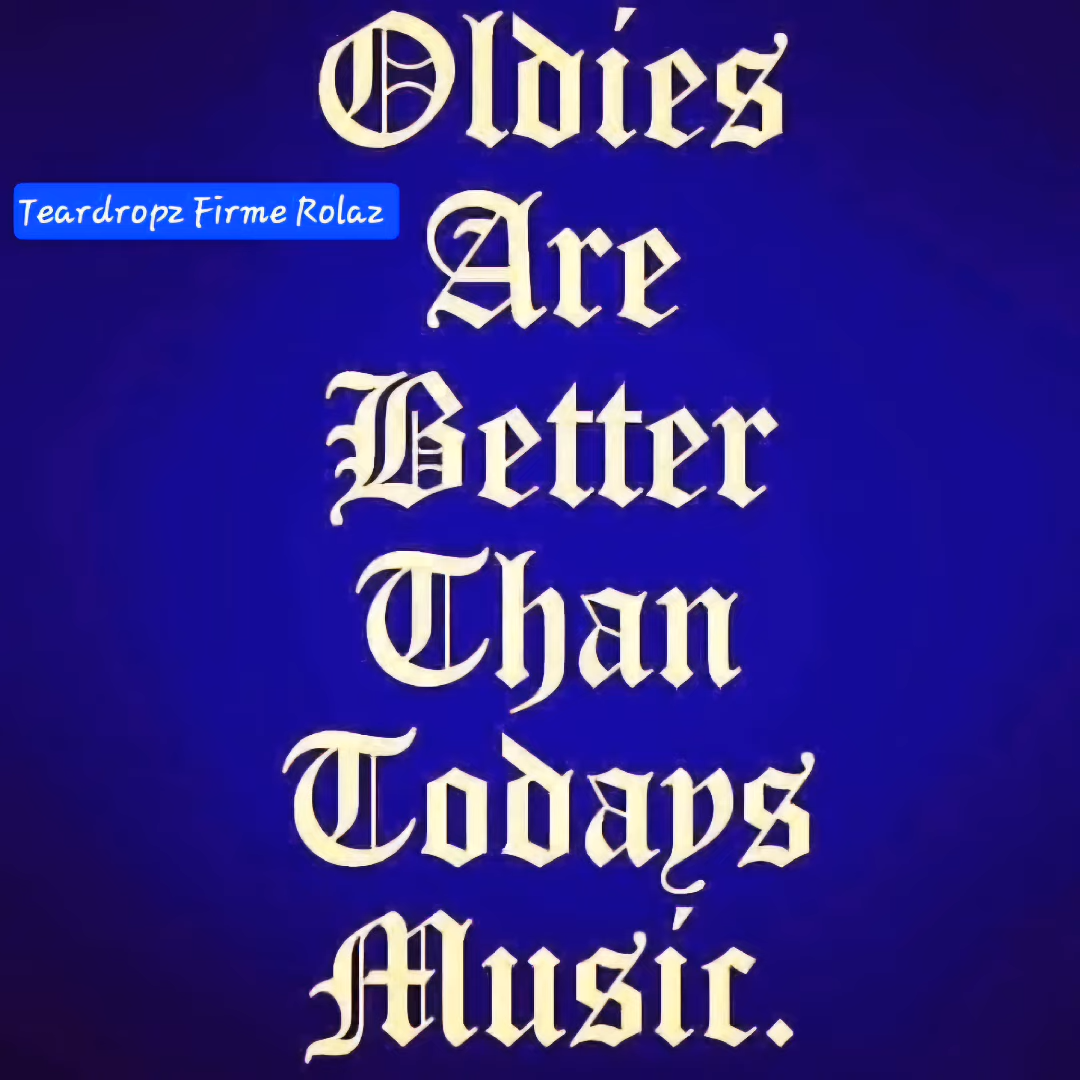 Oldies
Teardropz Firme Rolaz
Are
Better
Than
Todays
Music.